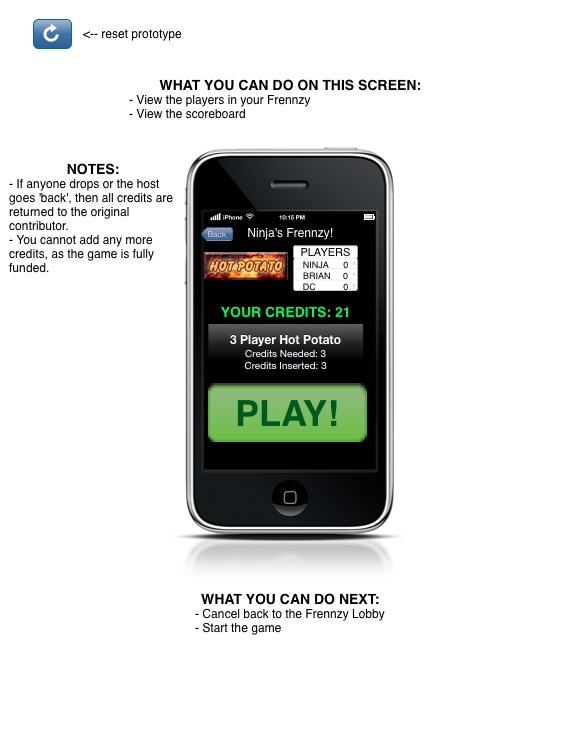 <-- reset prototype
WHAT YOU CAN DO ON THIS SCREEN:
- View the players in your Frennzy
- View the scoreboard
NOTES:
- If anyone drops or the host
goes 'back', then all credits are
returned to the original
contributor.
- You cannot add any more
credits, as the game is fully
funded.
iPhone 10:15 PM
Back Ninja's Frennzy!
HOT POTATO
PLAYERS
NINJA 0
BRIAN 0
DC 0
YOUR CREDITS: 21
3 Player Hot Potato
Credits Needed: 3
Credits Inserted: 3
PLAY!
WHAT YOU CAN DO NEXT:
- Cancel back to the Frennzy Lobby
- Start the game